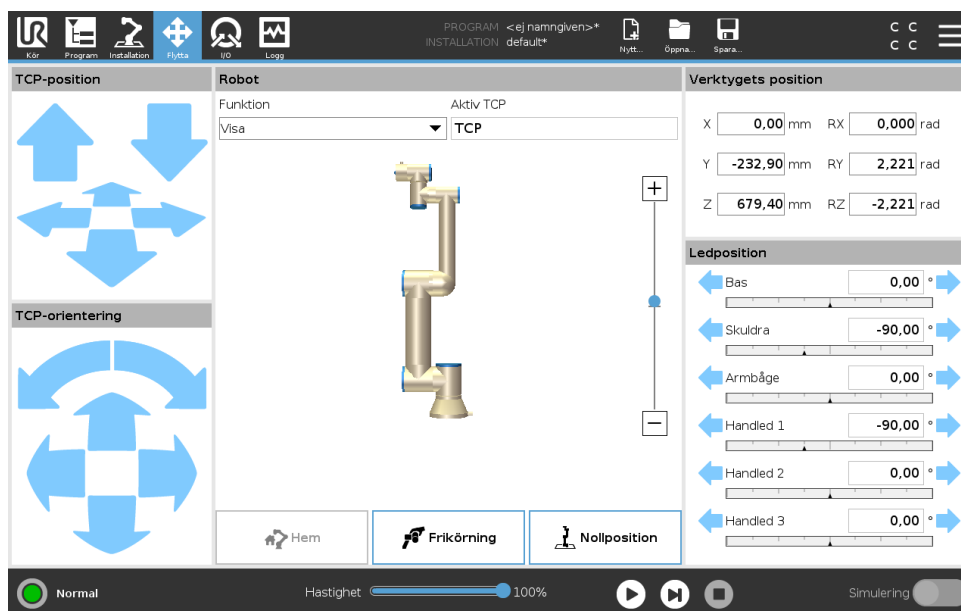 UR
PROGRAM <ej namngiven>*
INSTALLATION default*
C C
C C
Kör Program Installation Flytta I/O Logg Nytt... Öppna... Spara...
TCP-position
Robot
Verktygets position
Funktion
Aktiv TCP
Visa
TCP
X 0,00 mm RX 0,000 rad
Y -232,90 mm RY 2,221 rad
Z 679,40 mm RZ -2,221 rad
Ledposition
Bas 0,00 °
TCP-orientering
Skuldra -90,00 °
Armbåge 0,00 °
Handled 1 -90,00 °
Handled 2 0,00 °
Handled 3 0,00 °
Hem
Frikörning
Nollposition
Normal
Hastighet 100%
Simulering